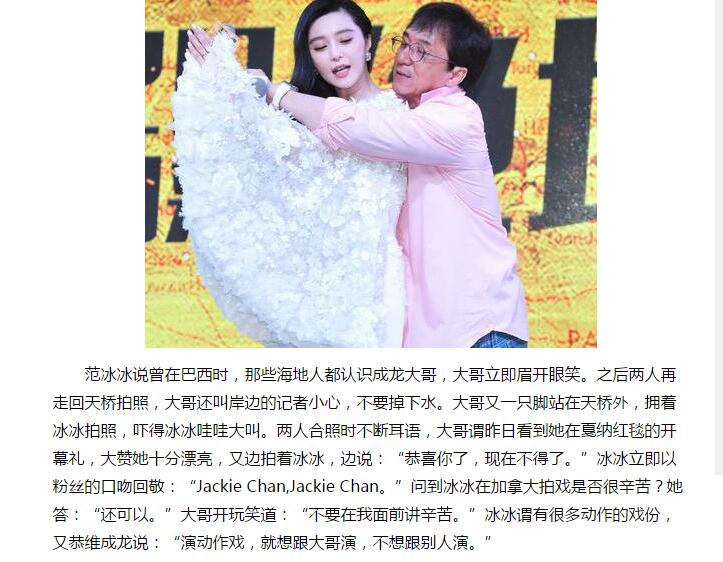 范冰冰说曾在巴西时，那些海地人都认识成龙大哥，大哥立即眉开眼笑。之后两人再
走回天桥拍照，大哥还叫岸边的记者小心，不要掉下水。大哥又一只脚站在天桥外，拥着
冰冰拍照，吓得冰冰哇哇大叫。两人合照时不断耳语，大哥谓昨日看到她在戛纳红毯的开
幕礼，大赞她十分漂亮，又边拍着冰冰，边说：“恭喜你了，现在不得了。”冰冰立即以
粉丝的口吻回敬：“Jackie Chan,Jackie Chan。”问到冰冰在加拿大拍戏是否很辛苦？她
答：“还可以。”大哥开玩笑道：“不要在我面前讲辛苦。”冰冰谓有很多动作的戏份，
又恭维成龙说：“演动作戏，就想跟大哥演，不想跟别人演。”